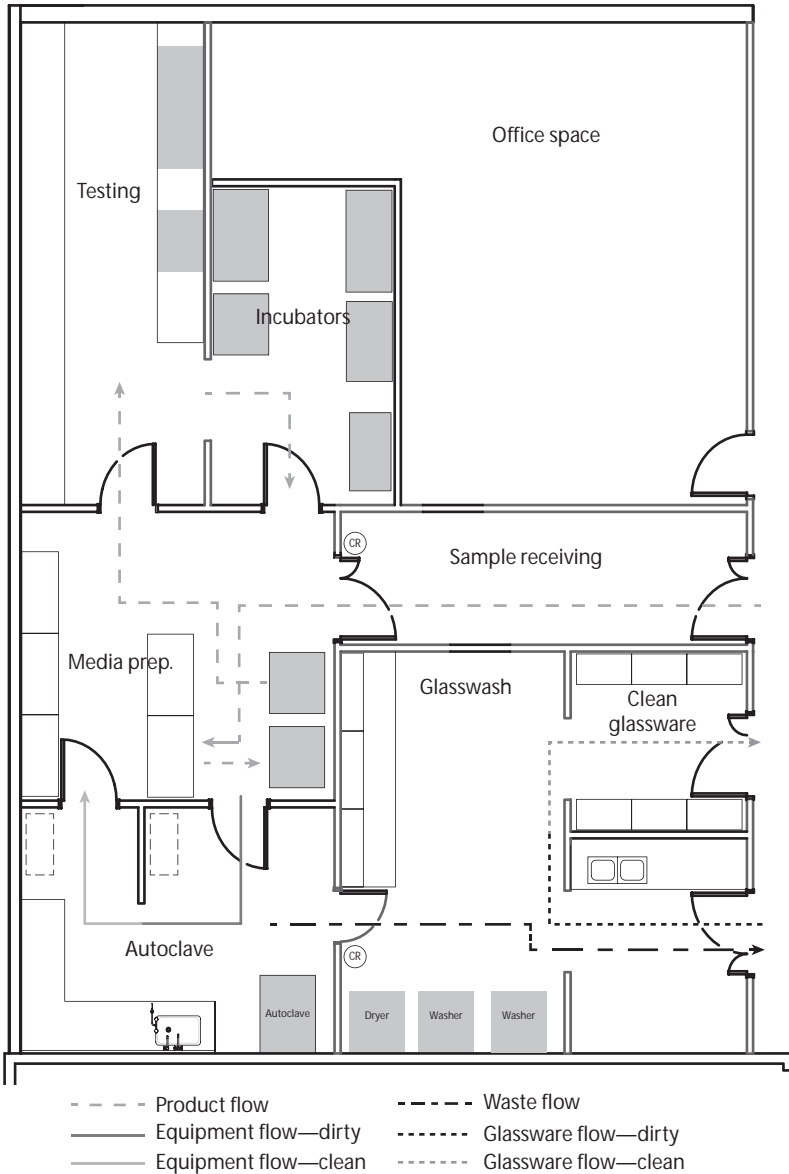 Office space
Testing
Incubators
CR
Sample receiving
Media prep.
Glasswash
Clean
glassware
Autoclave
CR
Autoclave
Dryer
Washer
Washer
Product flow
Equipment flow—dirty
Equipment flow—clean
Waste flow
Glassware flow—dirty
Glassware flow—clean